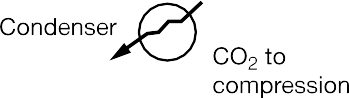 Condenser
CO₂ to
compression